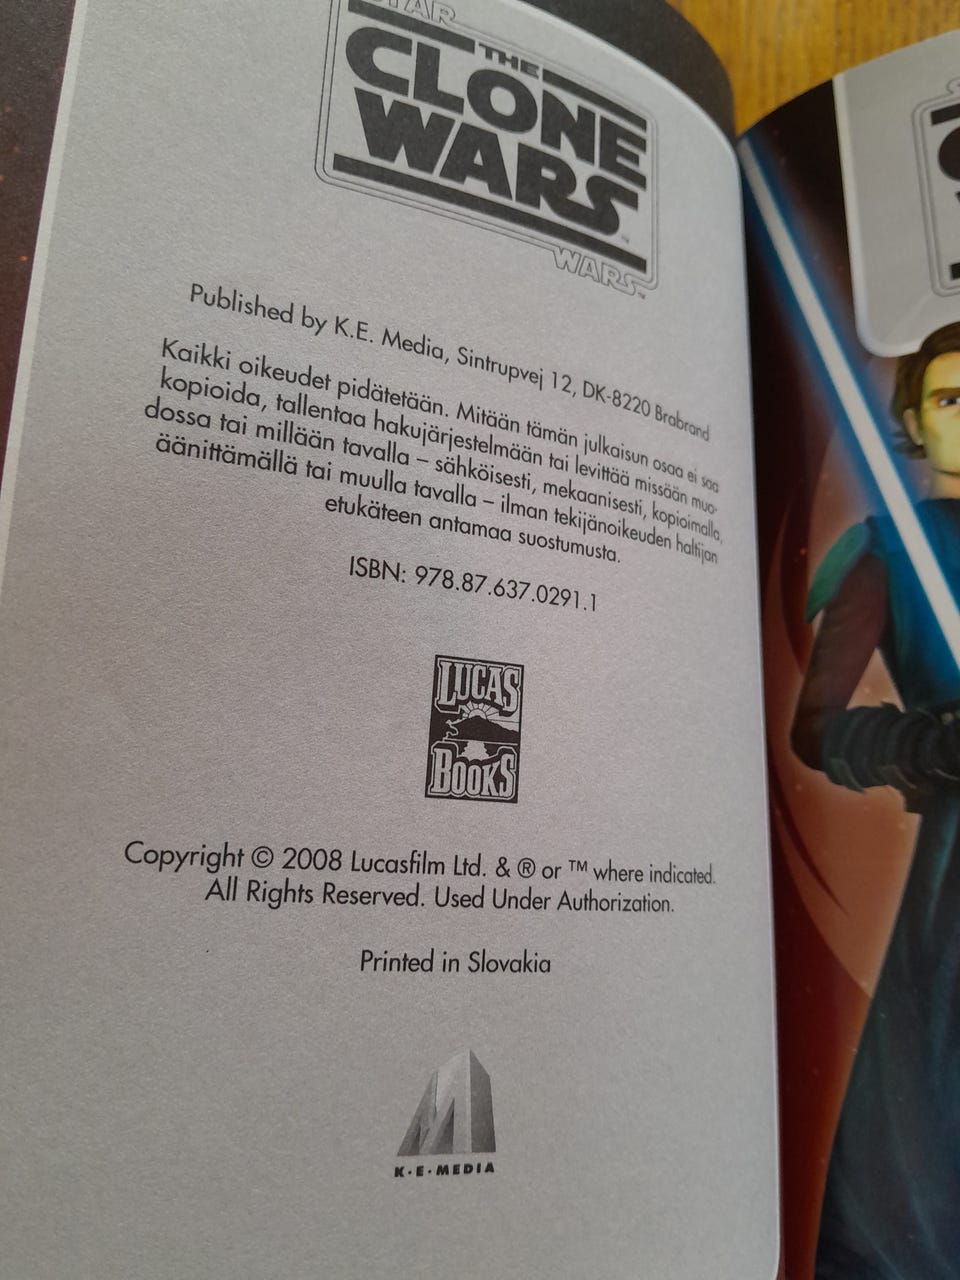 STAR
THE
CLONE
WARS
WARS™
Published by K.E. Media, Sintrupvej 12, DK-8220 Brabrand
Kaikki oikeudet pidätetään. Mitään tämän julkaisun osaa ei saa
kopioida, tallentaa hakujärjestelmään tai levittää missään muo-
dossa tai millään tavalla – sähköisesti, mekaanisesti, kopioimalla,
äänittämällä tai muulla tavalla – ilman tekijänoikeuden haltijan
etukäteen antamaa suostumusta.
ISBN: 978.87.637.0291.1
LUCAS
BOOKS
Copyright © 2008 Lucasfilm Ltd. & ® or ™ where indicated.
All Rights Reserved. Used Under Authorization.
Printed in Slovakia
K·E·MEDIA